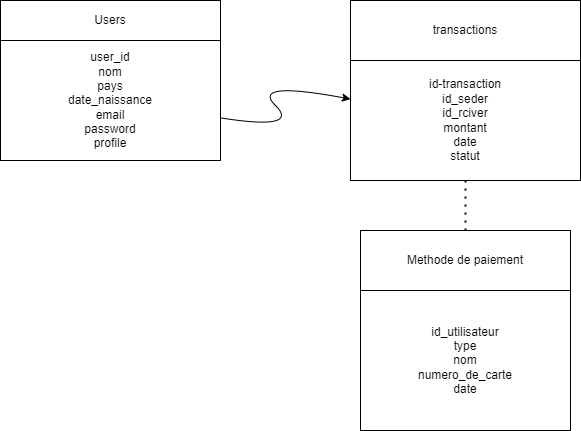 Users
user_id
nom
pays
date_naissance
email
password
profile
transactions
id-transaction
id_seder
id_rciver
montant
date
statut
Methode de paiement
id_utilisateur
type
nom
numero_de_carte
date